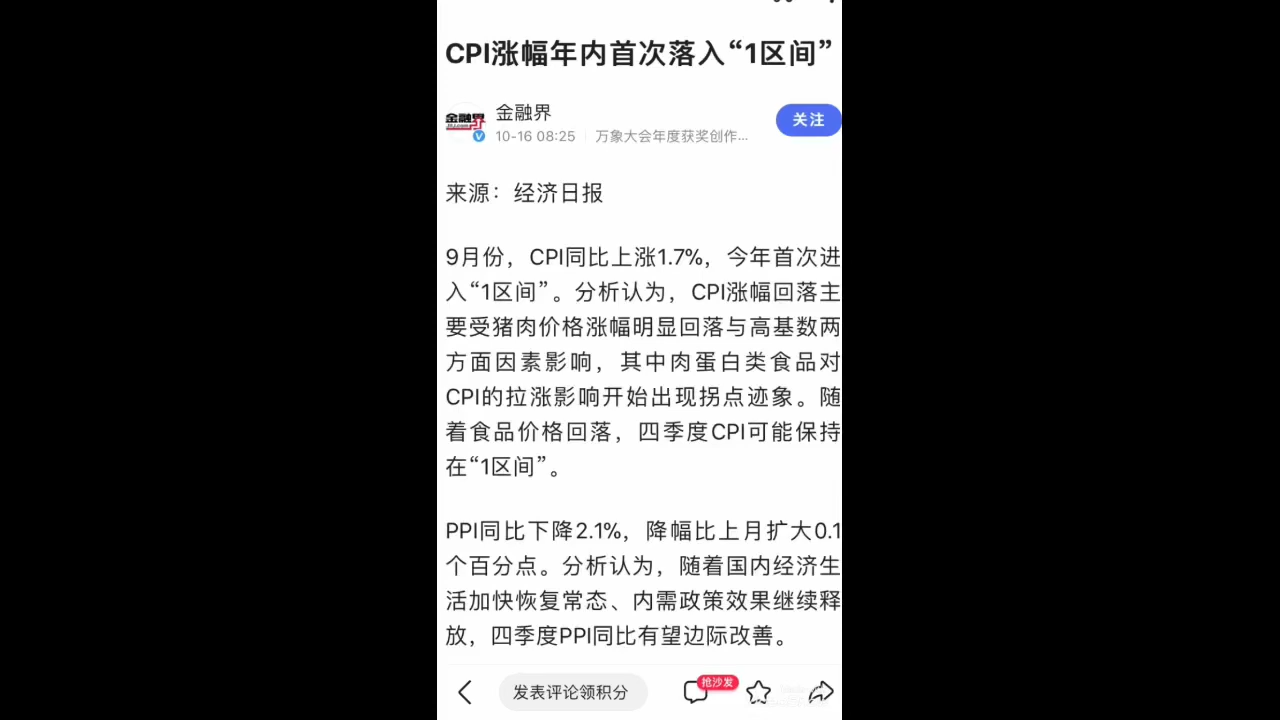 CPI涨幅年内首次落入“1区间”
金融界
金融界
关注
10-16 08:25
万象大会年度获奖创作...
来源：经济日报
9月份，CPI同比上涨1.7%，今年首次进
入“1区间”。分析认为，CPI涨幅回落主
要受猪肉价格涨幅明显回落与高基数两
方面因素影响，其中肉蛋白类食品对
CPI的拉涨影响开始出现拐点迹象。随
着食品价格回落，四季度CPI可能保持
在“1区间”。
PPI同比下降2.1%，降幅比上月扩大0.1
个百分点。分析认为，随着国内经济生
活加快恢复常态、内需政策效果继续释
放，四季度PPI同比有望边际改善。
发表评论领积分
抢沙发